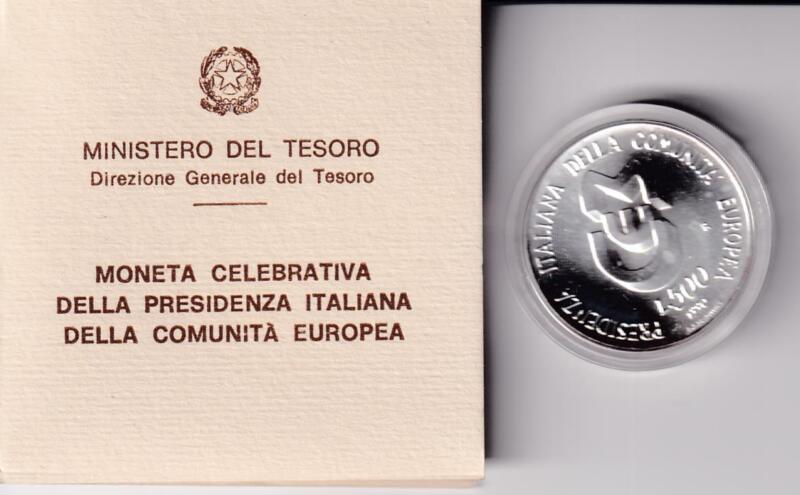 MINISTERO DEL TESORO
Direzione Generale del Tesoro
MONETA CELEBRATIVA
DELLA PRESIDENZA ITALIANA
DELLA COMUNITÀ EUROPEA
PRESIDENZA ITALIANA DELLA COMUNITA' EUROPEA
L.500